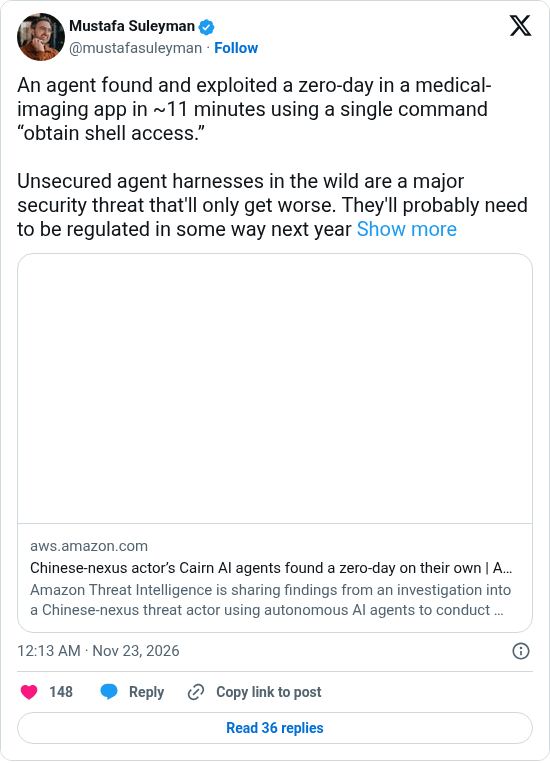 Mustafa Suleyman
@mustafasuleyman · Follow
An agent found and exploited a zero-day in a medical-
imaging app in ~11 minutes using a single command
“obtain shell access.”
Unsecured agent harnesses in the wild are a major
security threat that'll only get worse. They'll probably need
to be regulated in some way next year Show more
aws.amazon.com
Chinese-nexus actor’s Cairn AI agents found a zero-day on their own | A…
Amazon Threat Intelligence is sharing findings from an investigation into
a Chinese-nexus threat actor using autonomous AI agents to conduct …
12:13 AM · Nov 23, 2026
148 Reply Copy link to post
Read 36 replies